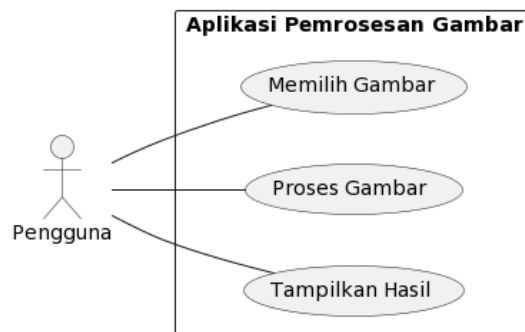 Aplikasi Pemrosesan Gambar
Memilih Gambar
Proses Gambar
Pengguna
Tampilkan Hasil